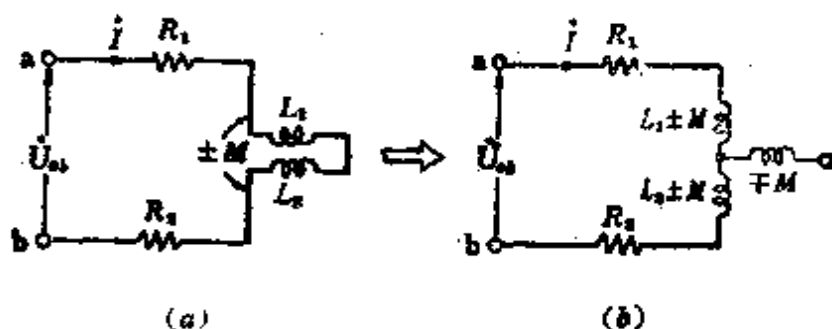 İ R₁
a
L₁
U̇ab ±M
L₂
R₂
b
(a)
İ R₁
a
L₁±M
U̇ab
∓M
L₂±M
R₂
b
(b)